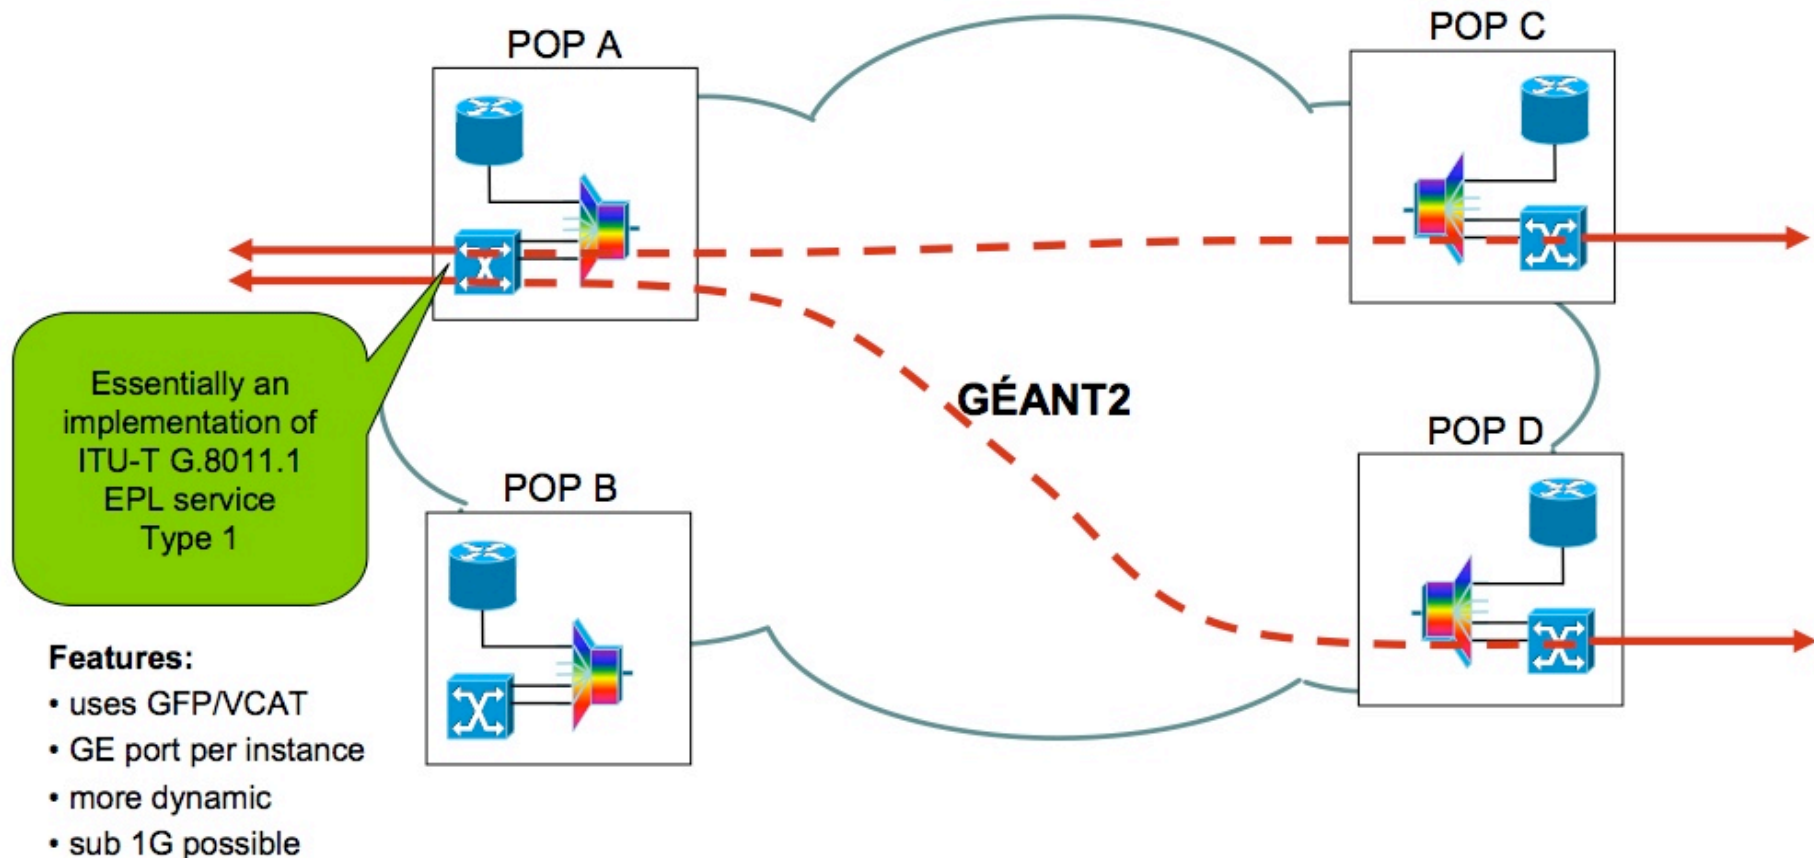 POP A
POP C
GÉANT2
Essentially an
implementation of
ITU-T G.8011.1
EPL service
Type 1
POP B
POP D
Features:
• uses GFP/VCAT
• GE port per instance
• more dynamic
• sub 1G possible